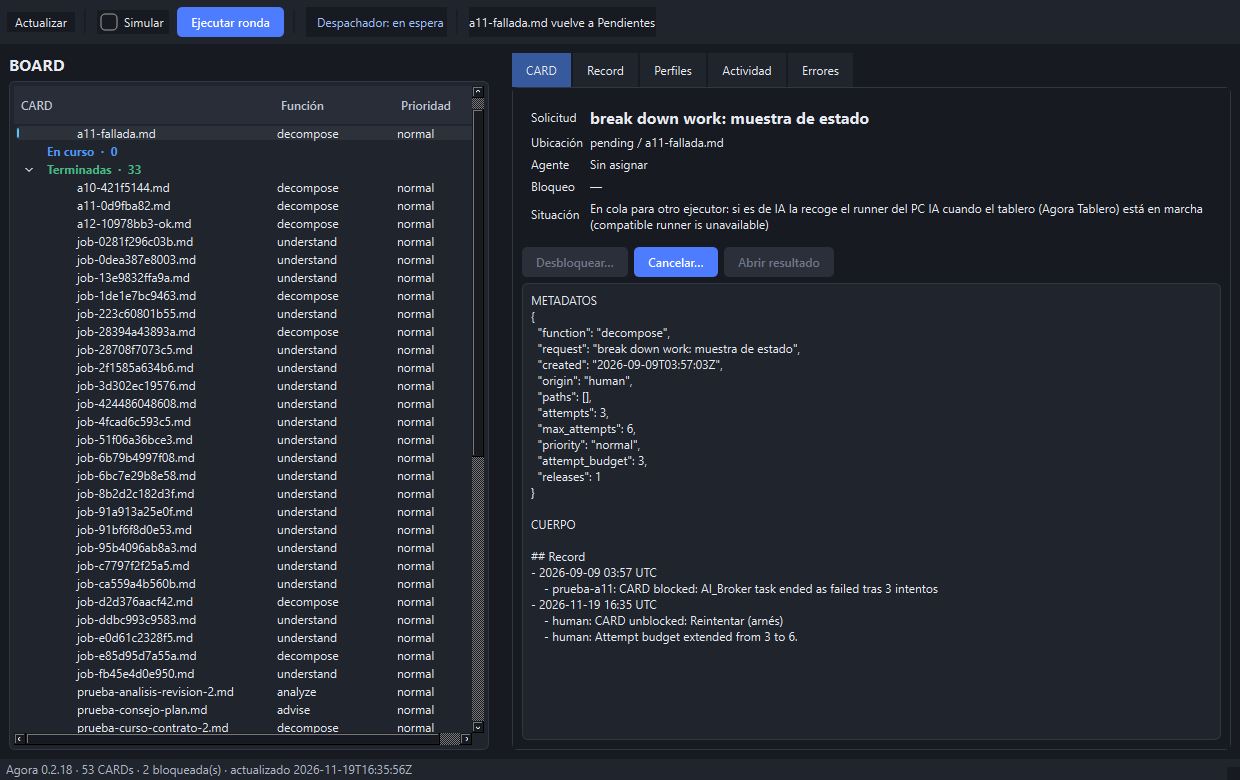 Actualizar Simular Ejecutar ronda Despachador: en espera a11-fallada.md vuelve a Pendientes
BOARD
CARD Función Prioridad
a11-fallada.md decompose normal
En curso · 0
Terminadas · 33
a10-421f5144.md decompose normal
a11-0d9fba82.md decompose normal
a12-10978bb3-ok.md decompose normal
job-0281f296c03b.md understand normal
job-0dea387e8003.md understand normal
job-13e9832ffa9a.md understand normal
job-1de1e7bc9463.md decompose normal
job-223c60801b55.md understand normal
job-28394a43893a.md decompose normal
job-28708f7073c5.md understand normal
job-2f1585a634b6.md understand normal
job-3d302ec19576.md understand normal
job-424486048608.md understand normal
job-4fcad6c593c5.md understand normal
job-51f06a36bce3.md understand normal
job-6b79b4997f08.md understand normal
job-6bc7e29b8e58.md understand normal
job-8b2d2c182d3f.md understand normal
job-91a913a25e0f.md understand normal
job-91bf6f8d0e53.md understand normal
job-95b4096ab8a3.md understand normal
job-c7797f2f25a5.md understand normal
job-ca559a4b560b.md understand normal
job-d2d376aacf42.md decompose normal
job-ddbc993c9583.md understand normal
job-e0d61c2328f5.md understand normal
job-e85d95d7a55a.md decompose normal
job-fb45e4d0e950.md understand normal
prueba-analisis-revision-2.md analyze normal
prueba-consejo-plan.md advise normal
prueba-curso-contrato-2.md decompose normal
CARD Record Perfiles Actividad Errores
Solicitud break down work: muestra de estado
Ubicación pending / a11-fallada.md
Agente Sin asignar
Bloqueo —
Situación En cola para otro ejecutor: si es de IA la recoge el runner del PC IA cuando el tablero (Agora Tablero) está en marcha
(compatible runner is unavailable)
Desbloquear... Cancelar... Abrir resultado
METADATOS
{
"function": "decompose",
"request": "break down work: muestra de estado",
"created": "2026-09-09T03:57:03Z",
"origin": "human",
"paths": [],
"attempts": 3,
"max_attempts": 6,
"priority": "normal",
"attempt_budget": 3,
"releases": 1
}
CUERPO
## Record
- 2026-09-09 03:57 UTC
- prueba-a11: CARD blocked: AI_Broker task ended as failed tras 3 intentos
- 2026-11-19 16:35 UTC
- human: CARD unblocked: Reintentar (arnés)
- human: Attempt budget extended from 3 to 6.
Agora 0.2.18 · 53 CARDs · 2 bloqueada(s) · actualizado 2026-11-19T16:35:56Z